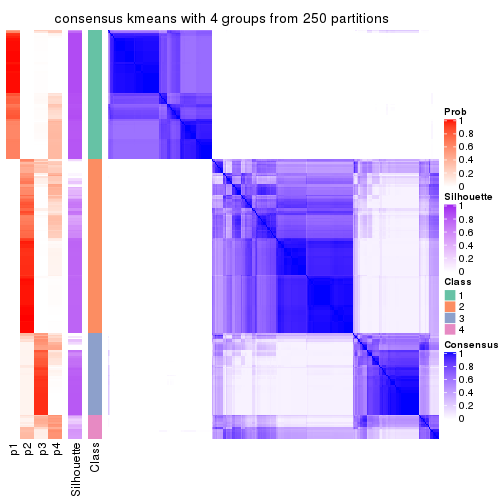 consensus kmeans with 4 groups from 250 partitions
Prob
1
0.8
0.6
0.4
0.2
0
Silhouette
1
0.8
0.6
0.4
0.2
0
Class
1
2
3
4
Consensus
1
0.8
0.6
0.4
0.2
0
p1
p2
p3
p4
Silhouette
Class